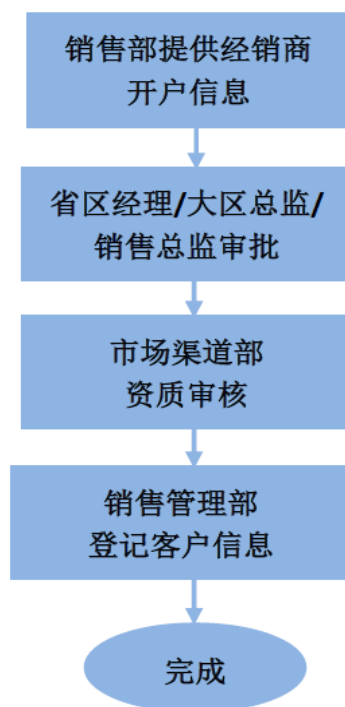 销售部提供经销商
开户信息
省区经理/大区总监/
销售总监审批
市场渠道部
资质审核
销售管理部
登记客户信息
完成